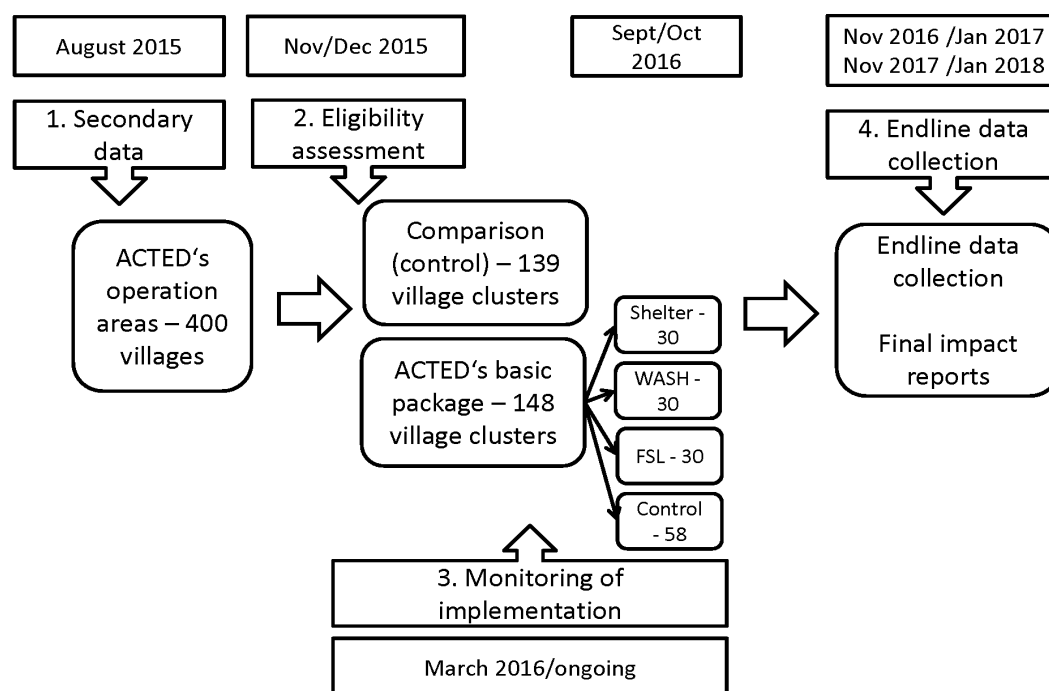 August 2015
Nov/Dec 2015
Sept/Oct
2016
Nov 2016 /Jan 2017
Nov 2017 /Jan 2018
1. Secondary
data
2. Eligibility
assessment
4. Endline data
collection
ACTED‘s
operation
areas – 400
villages
Comparison
(control) – 139
village clusters
ACTED‘s basic
package – 148
village clusters
Shelter -
30
WASH -
30
FSL - 30
Control
- 58
Endline data
collection
Final impact
reports
3. Monitoring of
implementation
March 2016/ongoing